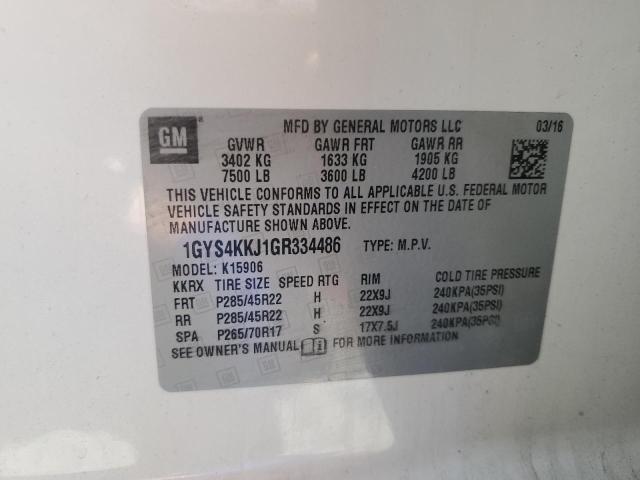 GM
MFD BY GENERAL MOTORS LLC 03/16
GVWR GAWR FRT GAWR RR
3402 KG 1633 KG 1905 KG
7500 LB 3600 LB 4200 LB
THIS VEHICLE CONFORMS TO ALL APPLICABLE U.S. FEDERAL MOTOR
VEHICLE SAFETY STANDARDS IN EFFECT ON THE DATE OF
MANUFACTURE SHOWN ABOVE.
1GYS4KKJ1GR334486 TYPE: M.P.V.
MODEL: K15906
KKRX TIRE SIZE SPEED RTG RIM COLD TIRE PRESSURE
FRT P285/45R22 H 22X9J 240KPA(35PSI)
RR P285/45R22 H 22X9J 240KPA(35PSI)
SPA P265/70R17 S 17X7.5J 240KPA(35PSI)
SEE OWNER'S MANUAL FOR MORE INFORMATION